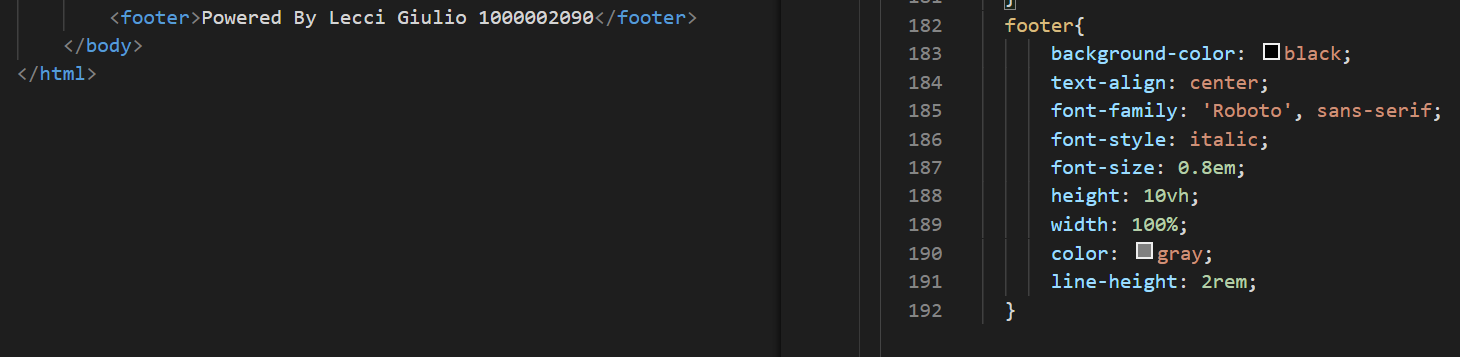 <footer>Powered By Lecci Giulio 1000002090</footer>
</body>
</html>
181 }
182 footer{
183 background-color: black;
184 text-align: center;
185 font-family: 'Roboto', sans-serif;
186 font-style: italic;
187 font-size: 0.8em;
188 height: 10vh;
189 width: 100%;
190 color: gray;
191 line-height: 2rem;
192 }